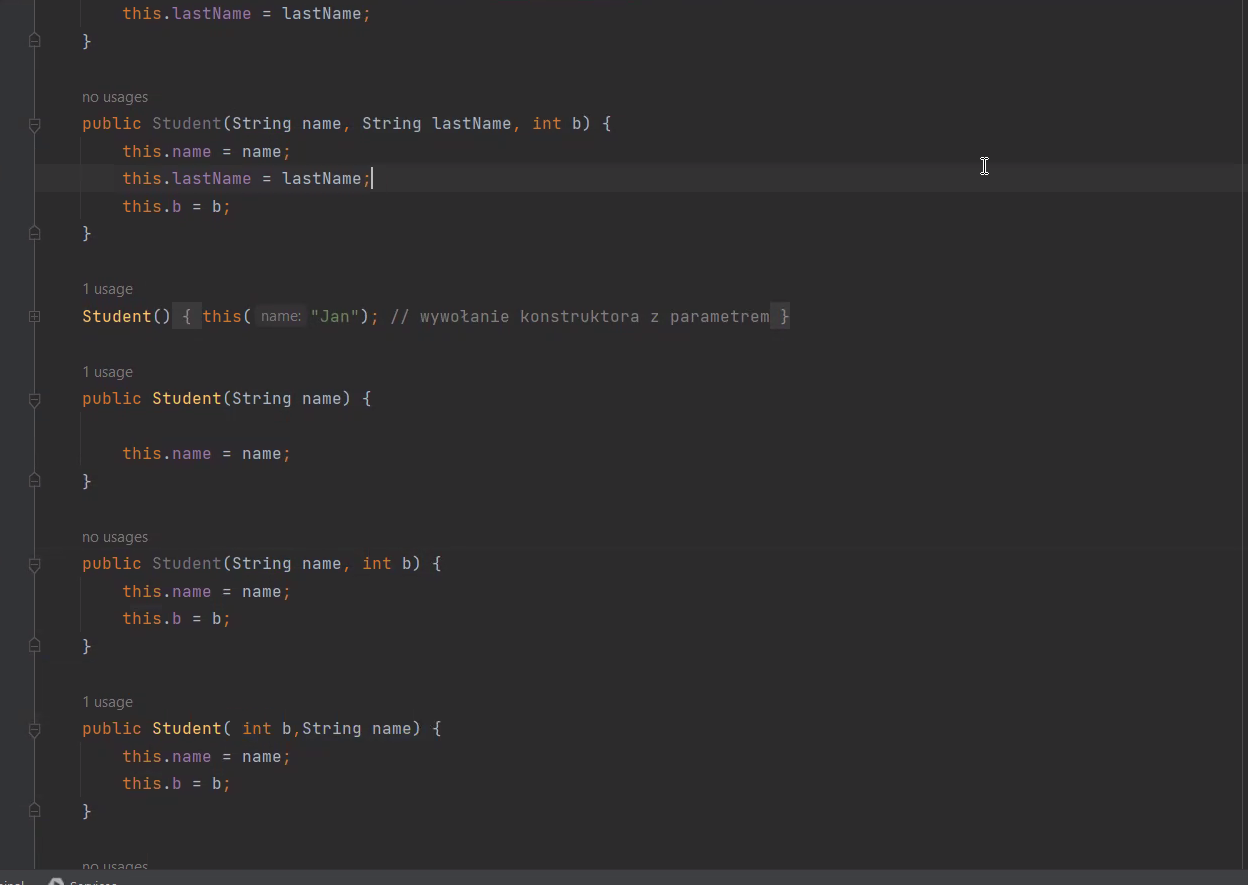 this.lastName = lastName;
}
no usages
public Student(String name, String lastName, int b) {
this.name = name;
this.lastName = lastName;
this.b = b;
}
1 usage
Student() { this( name: "Jan"); // wywołanie konstruktora z parametrem }
1 usage
public Student(String name) {
this.name = name;
}
no usages
public Student(String name, int b) {
this.name = name;
this.b = b;
}
1 usage
public Student( int b,String name) {
this.name = name;
this.b = b;
}
no usages
Services